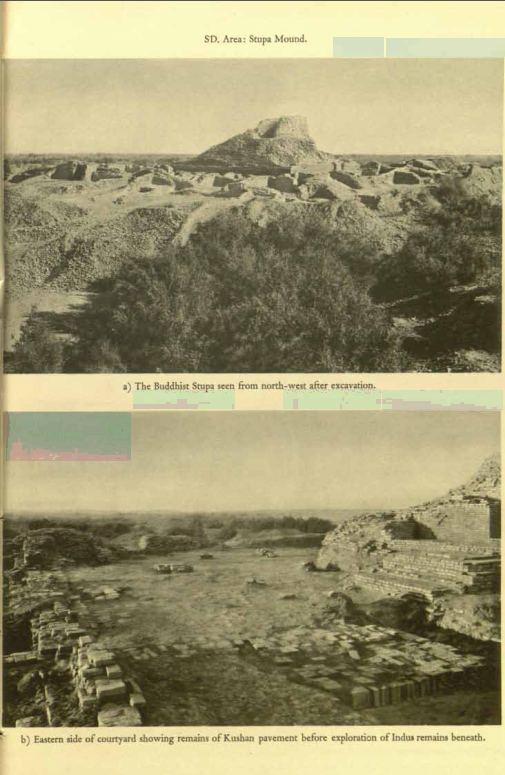 SD. Area: Stupa Mound.
a) The Buddhist Stupa seen from north-west after excavation.
b) Eastern side of courtyard showing remains of Kushan pavement before exploration of Indus remains beneath.